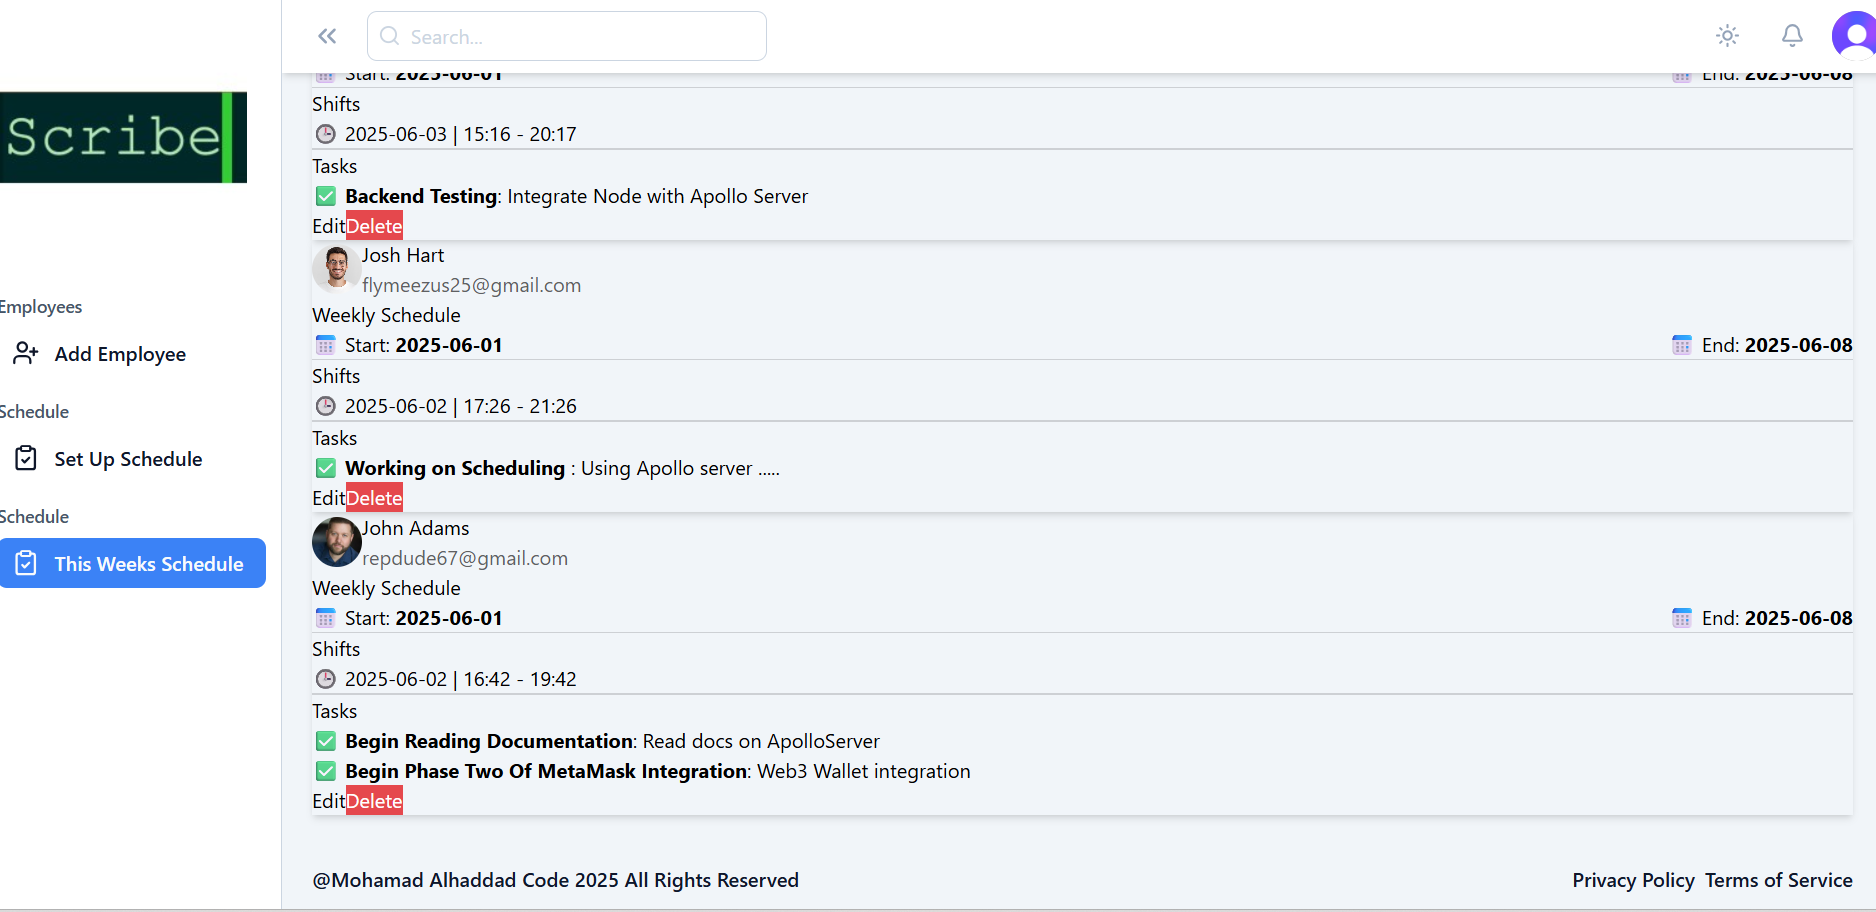 Search...
Scribe
Start: 2025-06-01 End: 2025-06-08
Shifts
2025-06-03 | 15:16 - 20:17
Tasks
Backend Testing: Integrate Node with Apollo Server
Edit Delete
Josh Hart
flymeezus25@gmail.com
Weekly Schedule
Start: 2025-06-01 End: 2025-06-08
Shifts
2025-06-02 | 17:26 - 21:26
Tasks
Working on Scheduling : Using Apollo server .....
Edit Delete
John Adams
repdude67@gmail.com
Weekly Schedule
Start: 2025-06-01 End: 2025-06-08
Shifts
2025-06-02 | 16:42 - 19:42
Tasks
Begin Reading Documentation: Read docs on ApolloServer
Begin Phase Two Of MetaMask Integration: Web3 Wallet integration
Edit Delete
Employees
Add Employee
Schedule
Set Up Schedule
Schedule
This Weeks Schedule
@Mohamad Alhaddad Code 2025 All Rights Reserved
Privacy Policy Terms of Service